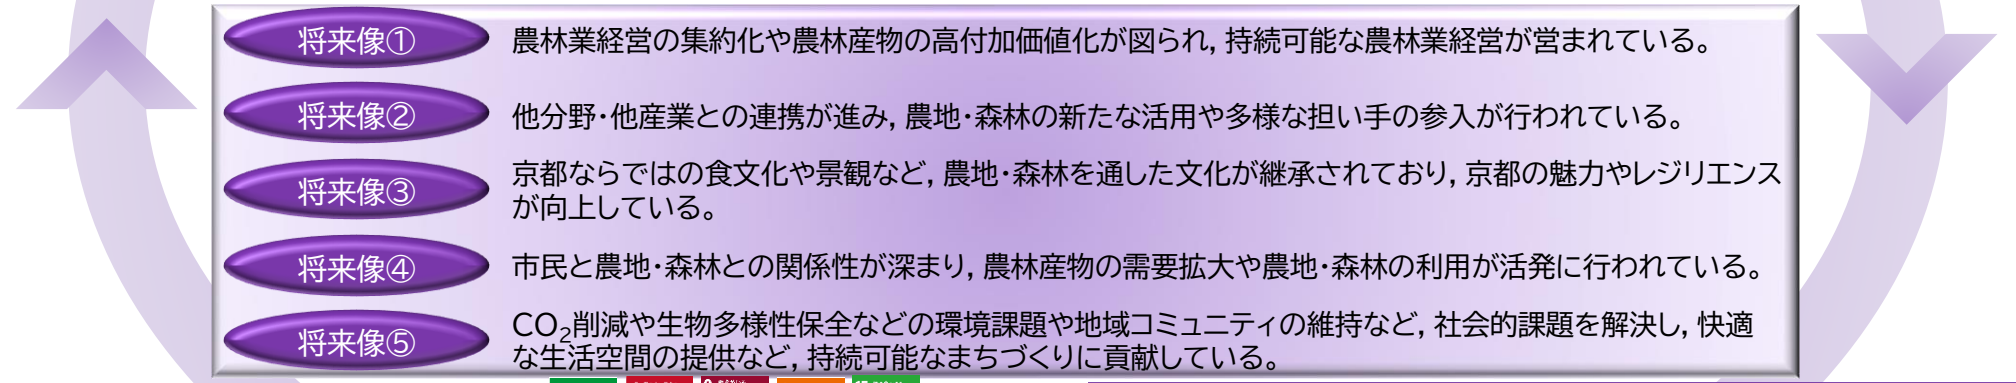 将来像① 農林業経営の集約化や農林産物の高付加価値化が図られ，持続可能な農林業経営が営まれている。
将来像② 他分野・他産業との連携が進み，農地・森林の新たな活用や多様な担い手の参入が行われている。
将来像③ 京都ならではの食文化や景観など，農地・森林を通した文化が継承されており，京都の魅力やレジリエンス
が向上している。
将来像④ 市民と農地・森林との関係性が深まり，農林産物の需要拡大や農地・森林の利用が活発に行われている。
将来像⑤ CO₂削減や生物多様性保全などの環境課題や地域コミュニティの維持など，社会的課題を解決し，快適
な生活空間の提供など，持続可能なまちづくりに貢献している。